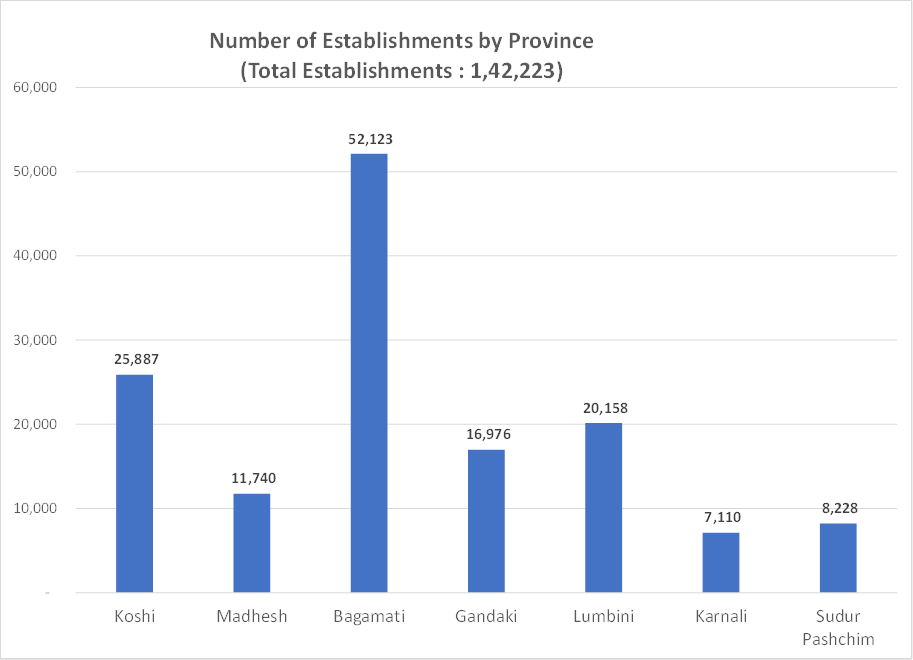 Number of Establishments by Province
(Total Establishments : 1,42,223)
60,000
50,000
40,000
30,000
20,000
10,000
-
25,887
11,740
52,123
16,976
20,158
7,110
8,228
Koshi
Madhesh
Bagamati
Gandaki
Lumbini
Karnali
Sudur
Pashchim